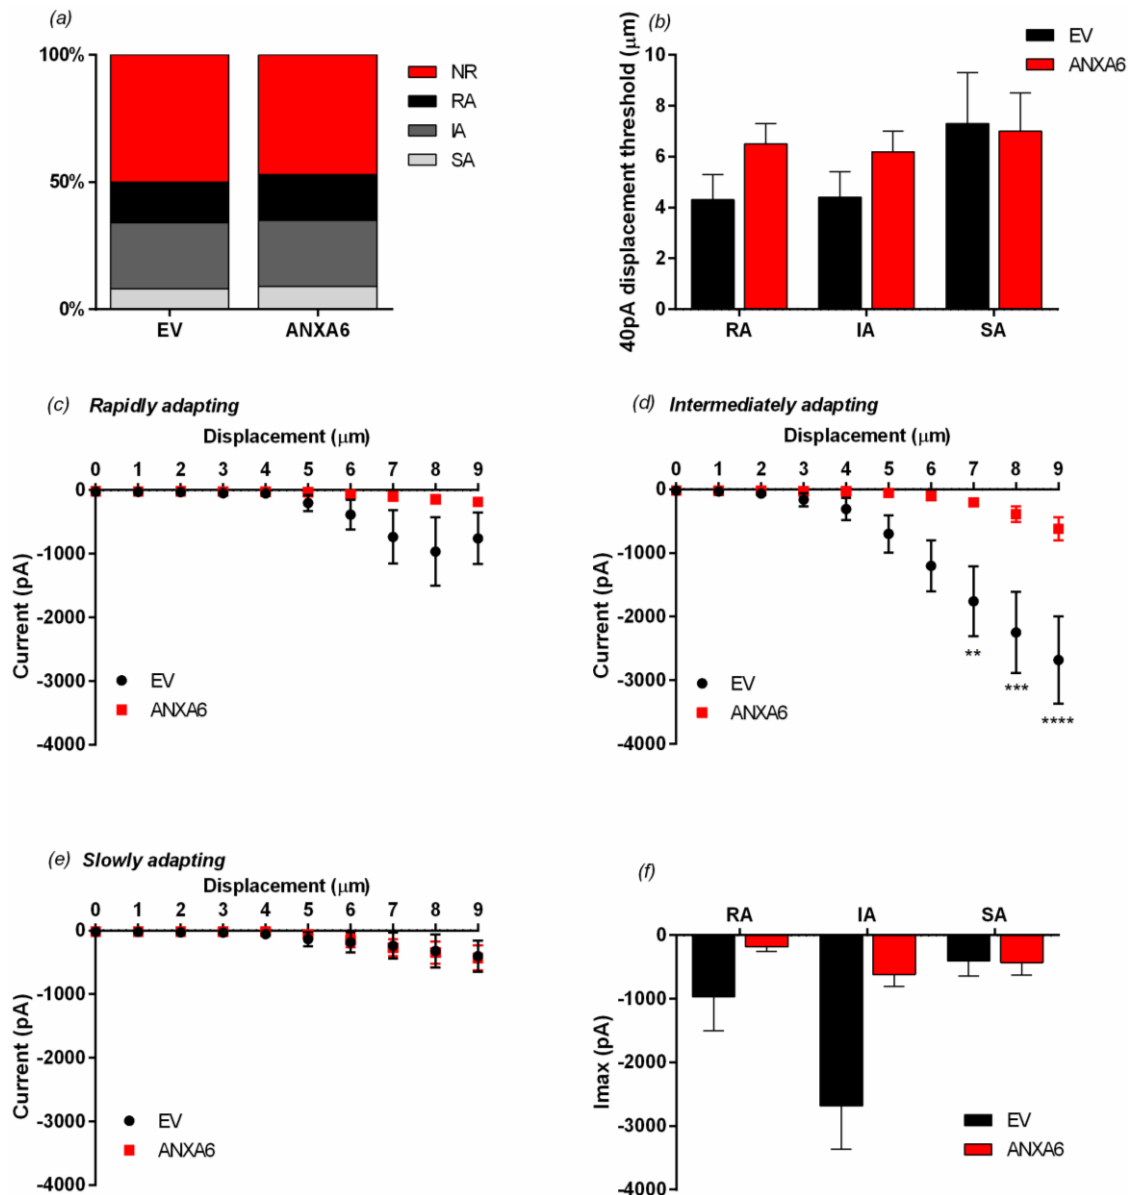 (a)
100%
50%
0%
EV ANXA6
NR
RA
IA
SA
(b)
40pA displacement threshold (μm)
10
8
6
4
2
0
RA IA SA
EV
ANXA6
(c) Rapidly adapting
Displacement (μm)
0 1 2 3 4 5 6 7 8 9
Current (pA)
0
-1000
-2000
-3000
-4000
EV
ANXA6
(d) Intermediately adapting
Displacement (μm)
0 1 2 3 4 5 6 7 8 9
Current (pA)
0
-1000
-2000
-3000
-4000
**
***
****
EV
ANXA6
(e) Slowly adapting
Displacement (μm)
0 1 2 3 4 5 6 7 8 9
Current (pA)
0
-1000
-2000
-3000
-4000
EV
ANXA6
(f)
RA IA SA
Imax (pA)
0
-1000
-2000
-3000
-4000
EV
ANXA6